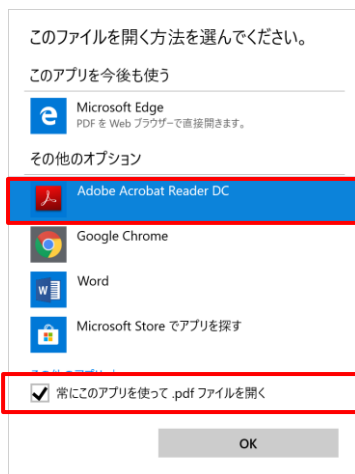 このファイルを開く方法を選んでください。
このアプリを今後も使う
Microsoft Edge
PDF を Web ブラウザーで直接開きます。
その他のオプション
Adobe Acrobat Reader DC
Google Chrome
Word
Microsoft Store でアプリを探す
常にこのアプリを使って .pdf ファイルを開く
OK